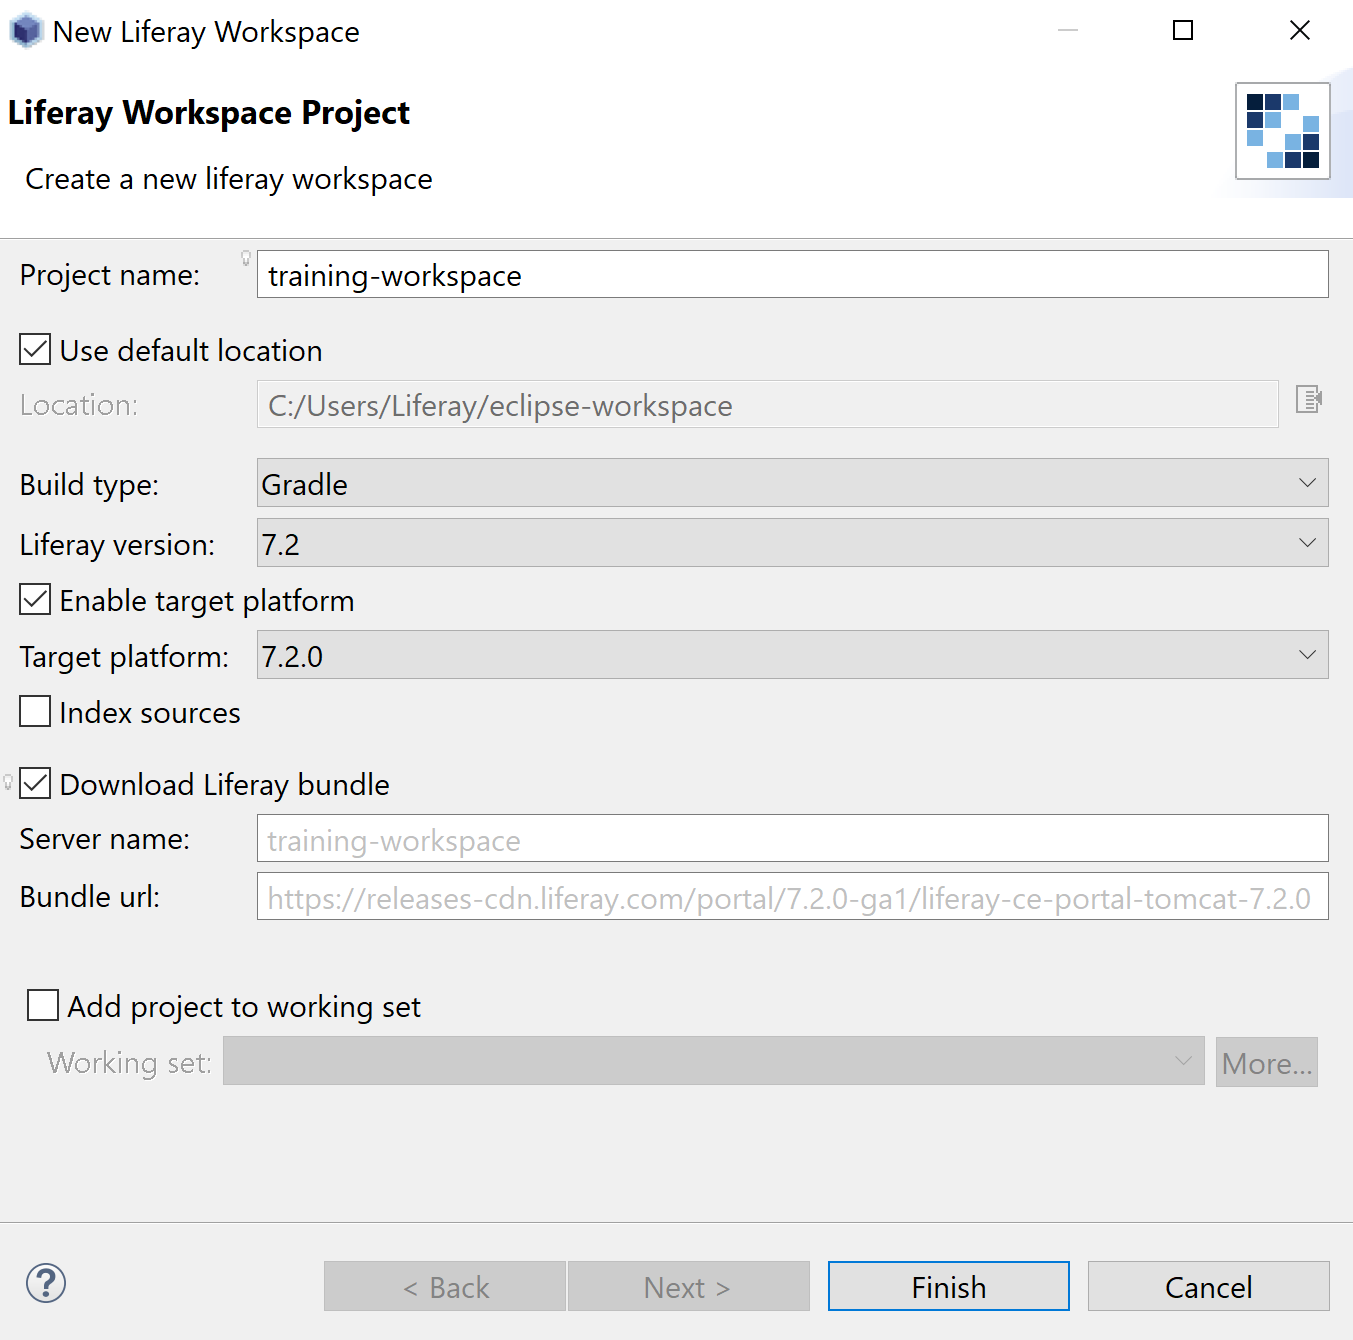 New Liferay Workspace
Liferay Workspace Project
Create a new liferay workspace
Project name: training-workspace
Use default location
Location: C:/Users/Liferay/eclipse-workspace
Build type: Gradle
Liferay version: 7.2
Enable target platform
Target platform: 7.2.0
Index sources
Download Liferay bundle
Server name: training-workspace
Bundle url: https://releases-cdn.liferay.com/portal/7.2.0-ga1/liferay-ce-portal-tomcat-7.2.0
Add project to working set
Working set: More...
? < Back Next > Finish Cancel